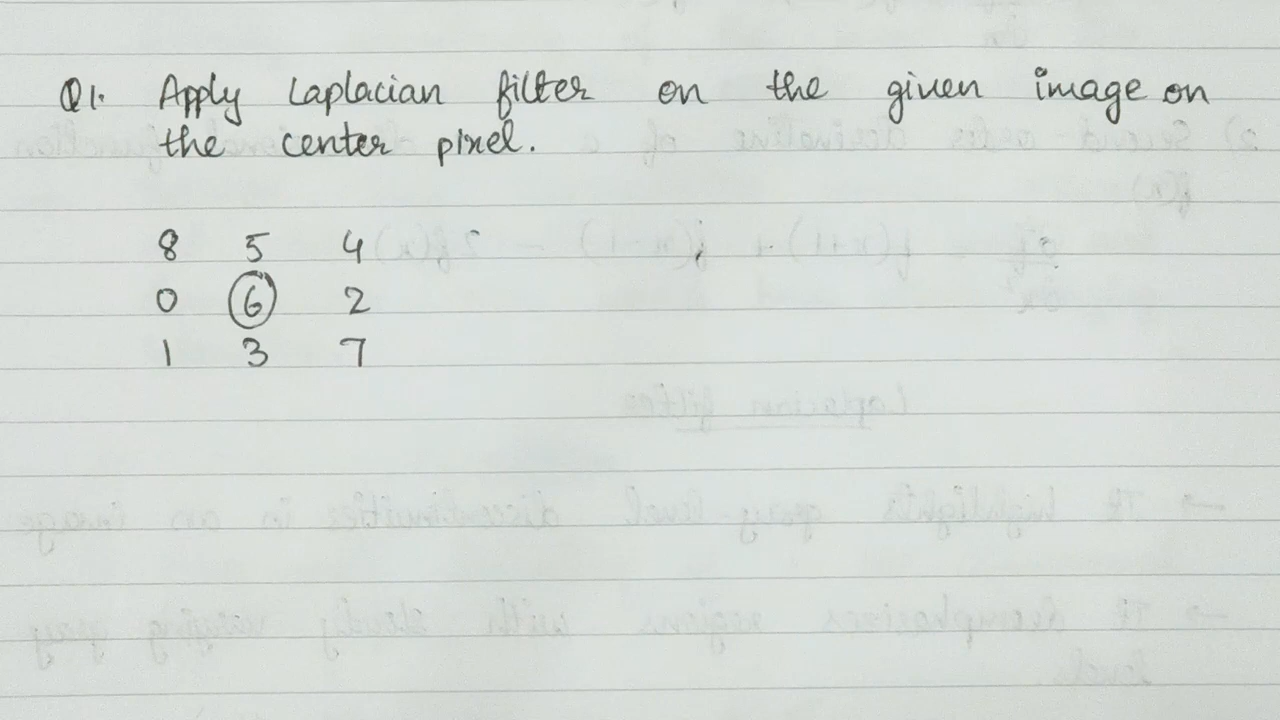 Q1. Apply Laplacian filter on the given image on
the center pixel.
8 5 4
0 6 2
1 3 7